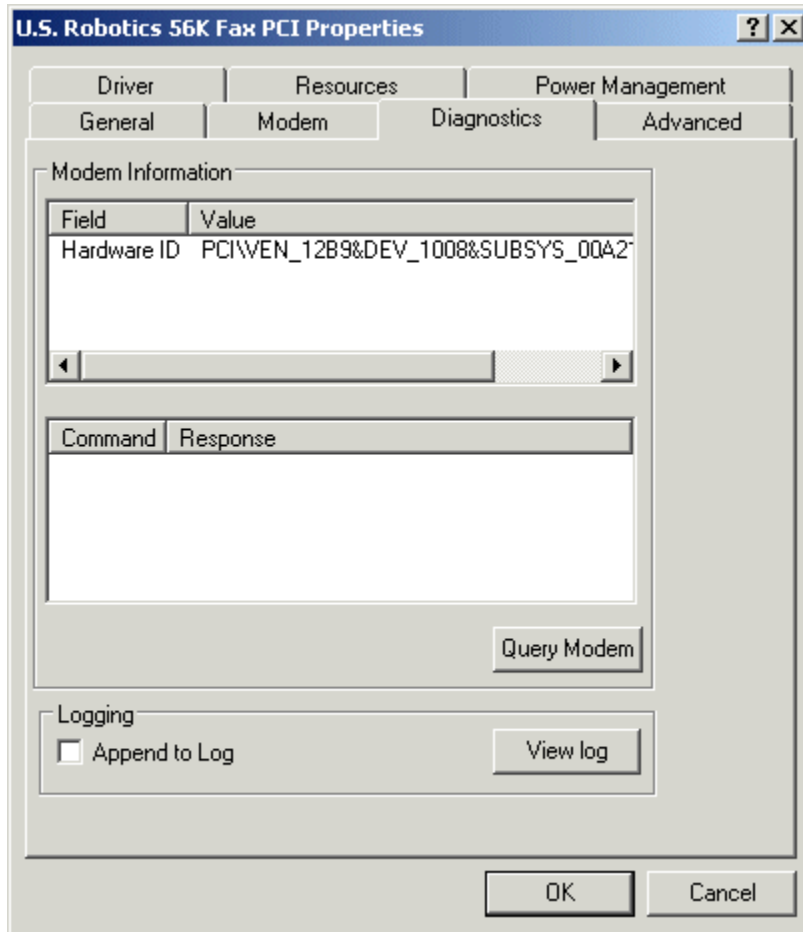 U.S. Robotics 56K Fax PCI Properties
Driver Resources Power Management
General Modem Diagnostics Advanced
Modem Information
Field Value
Hardware ID PCI\VEN_12B9&DEV_1008&SUBSYS_00A2
Command Response
Query Modem
Logging
Append to Log View log
OK Cancel